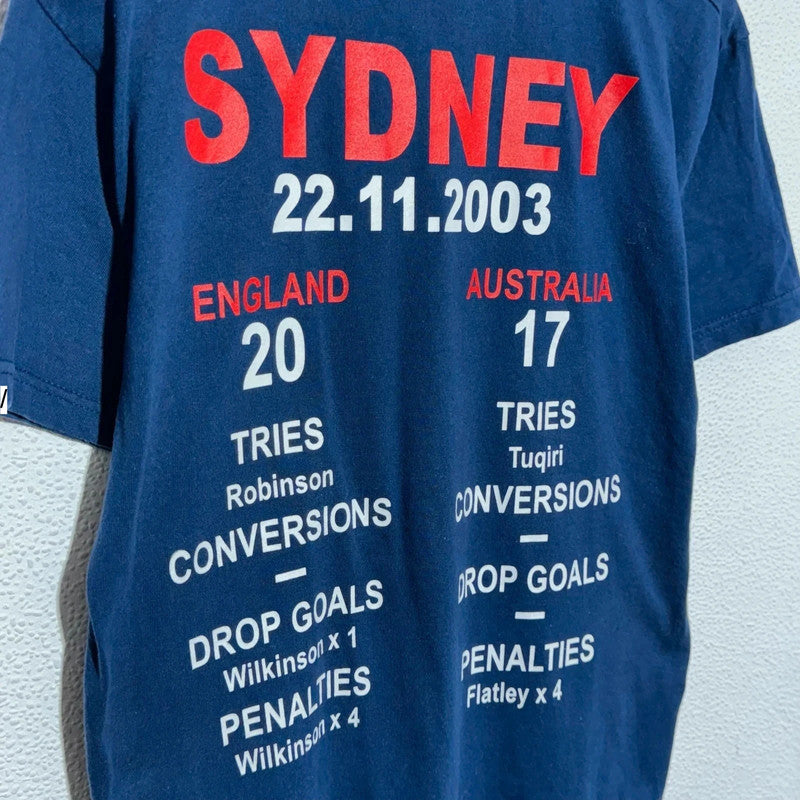 SYDNEY
22.11.2003
ENGLAND
20
TRIES
Robinson
CONVERSIONS
–
DROP GOALS
Wilkinson x 1
PENALTIES
Wilkinson x 4
AUSTRALIA
17
TRIES
Tuqiri
CONVERSIONS
–
DROP GOALS
–
PENALTIES
Flatley x 4